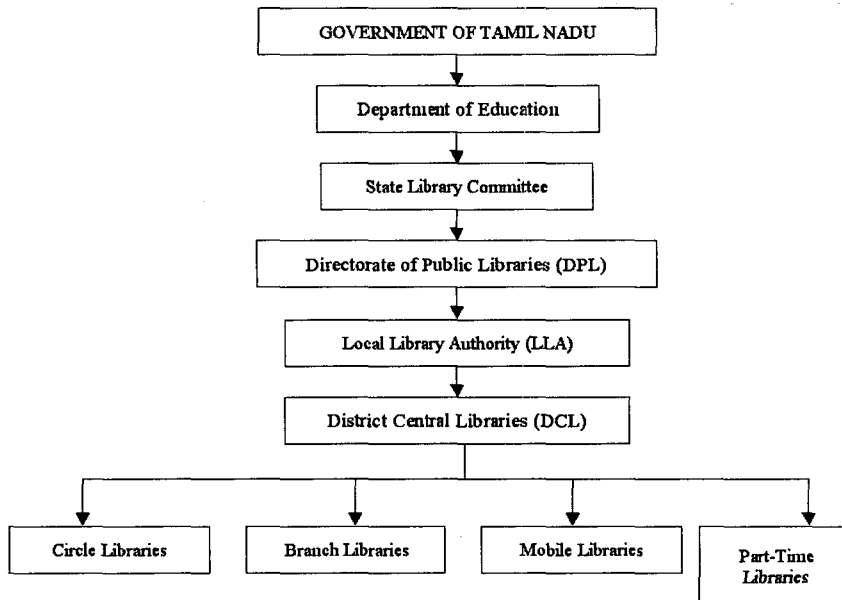 GOVERNMENT OF TAMIL NADU
Department of Education
State Library Committee
Directorate of Public Libraries (DPL)
Local Library Authority (LLA)
District Central Libraries (DCL)
Circle Libraries
Branch Libraries
Mobile Libraries
Part-Time
Libraries